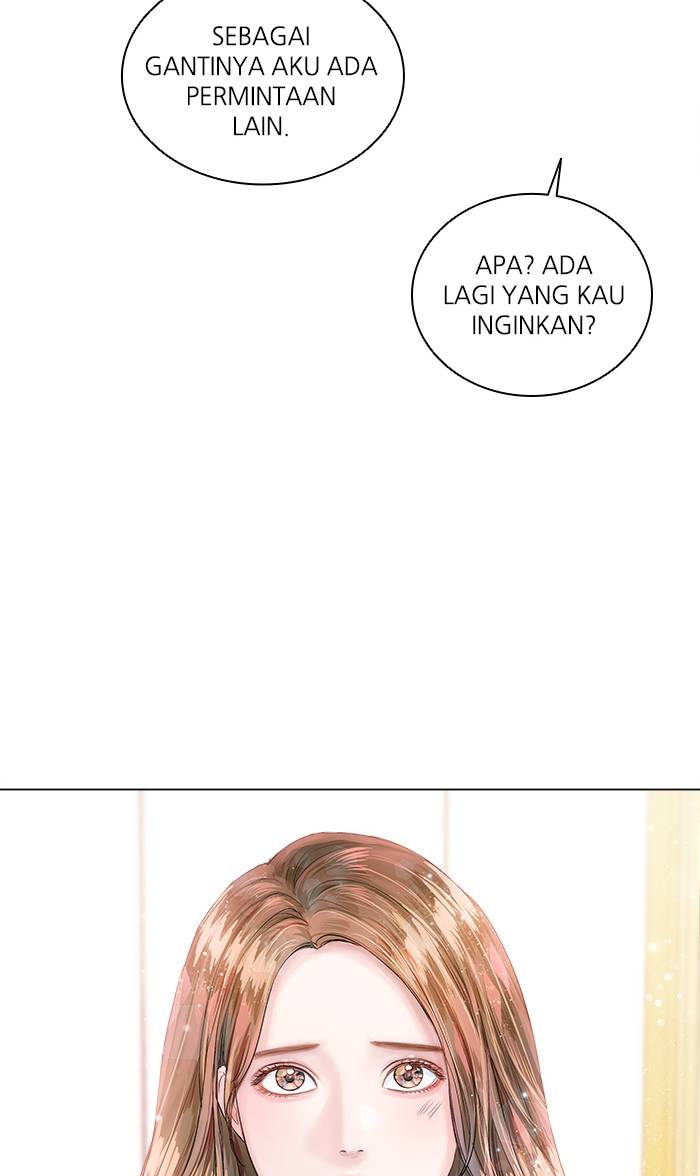 SEBAGAI
GANTINYA AKU ADA
PERMINTAAN
LAIN.
APA? ADA
LAGI YANG KAU
INGINKAN?